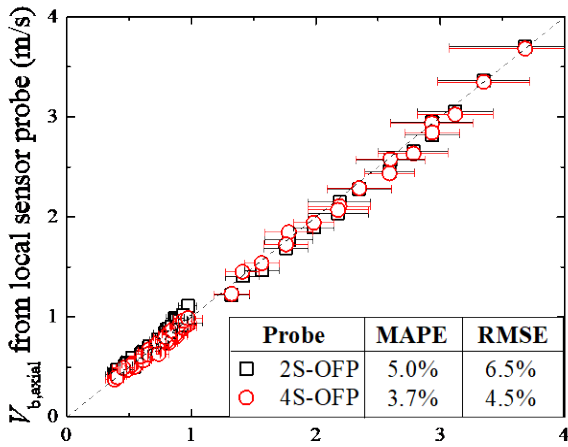 V_b,axial from local sensor probe (m/s)
4
3
2
1
0
Probe MAPE RMSE
2S-OFP 5.0% 6.5%
4S-OFP 3.7% 4.5%
0 1 2 3 4